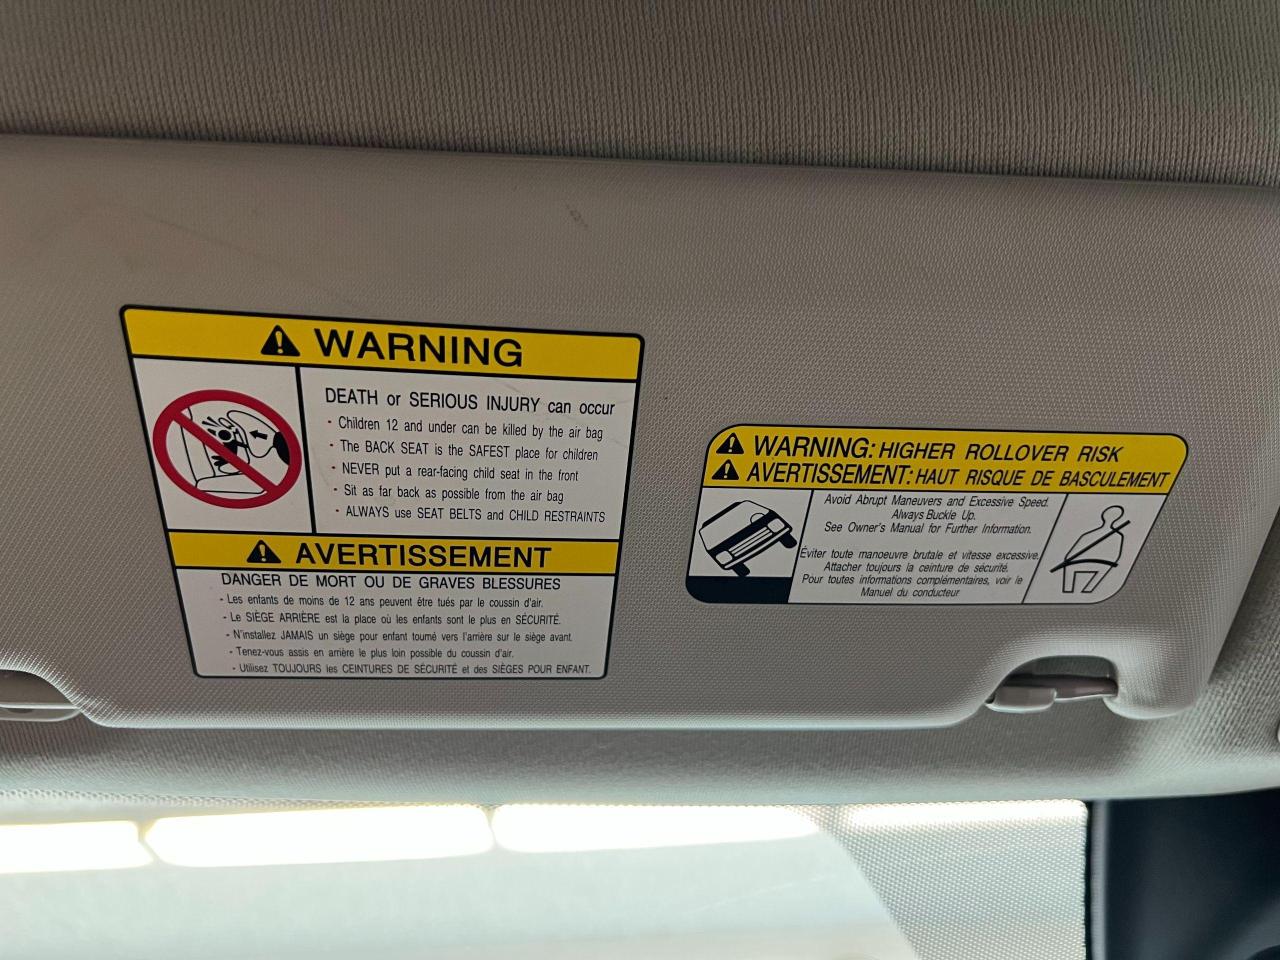 WARNING
DEATH or SERIOUS INJURY can occur
· Children 12 and under can be killed by the air bag
· The BACK SEAT is the SAFEST place for children
· NEVER put a rear-facing child seat in the front
· Sit as far back as possible from the air bag
· ALWAYS use SEAT BELTS and CHILD RESTRAINTS
AVERTISSEMENT
DANGER DE MORT OU DE GRAVES BLESSURES
- Les enfants de moins de 12 ans peuvent être tués par le coussin d'air.
- Le SIÈGE ARRIÈRE est la place où les enfants sont le plus en SÉCURITÉ.
- N'installez JAMAIS un siège pour enfant tourné vers l'arrière sur le siège avant.
- Tenez-vous assis en arrière le plus loin possible du coussin d'air.
- Utilisez TOUJOURS les CEINTURES DE SÉCURITÉ et des SIÈGES POUR ENFANT.
WARNING: HIGHER ROLLOVER RISK
AVERTISSEMENT: HAUT RISQUE DE BASCULEMENT
Avoid Abrupt Maneuvers and Excessive Speed.
Always Buckle Up.
See Owner's Manual for Further Information.
Éviter toute manoeuvre brutale et vitesse excessive.
Attacher toujours la ceinture de sécurité.
Pour toutes informations complémentaires, voir le
Manuel du conducteur